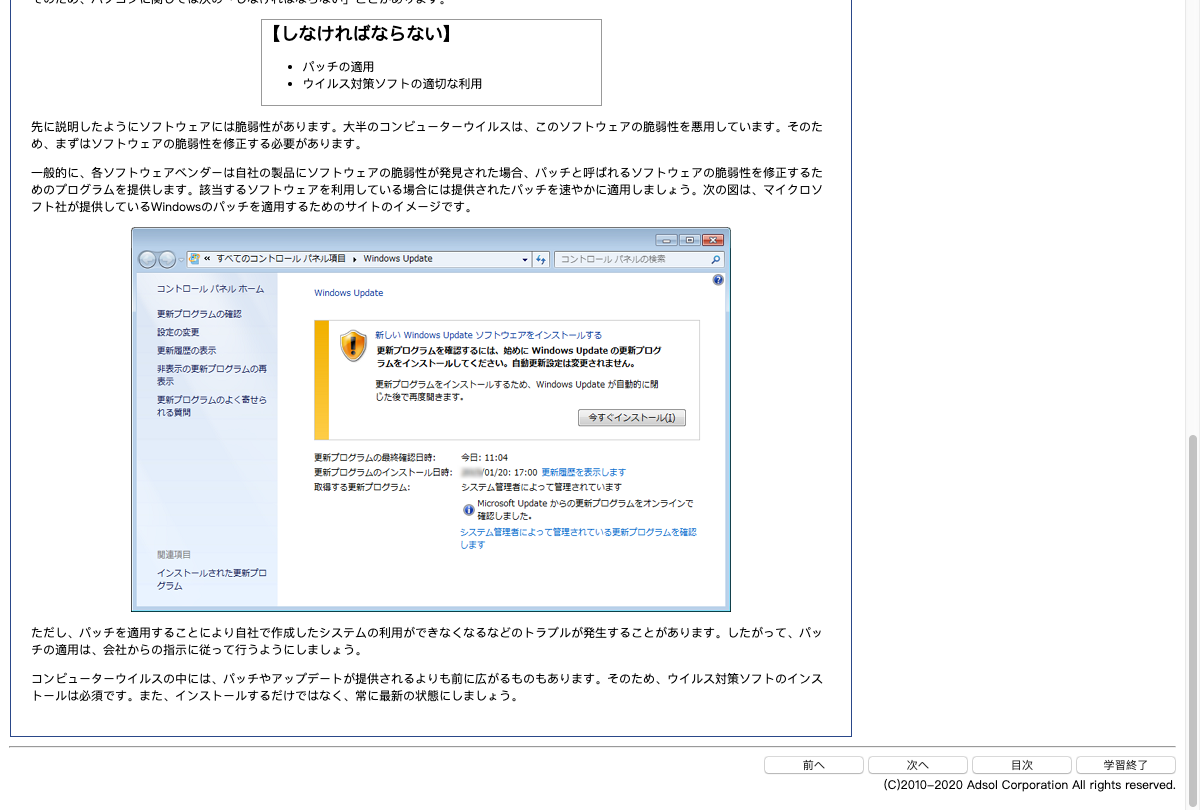 そのため、パソコンに関しては次の「しなければならない」ことがあります。
【しなければならない】
• パッチの適用
• ウイルス対策ソフトの適切な利用
先に説明したようにソフトウェアには脆弱性があります。大半のコンピューターウイルスは、このソフトウェアの脆弱性を悪用しています。そのた
め、まずはソフトウェアの脆弱性を修正する必要があります。
一般的に、各ソフトウェアベンダーは自社の製品にソフトウェアの脆弱性が発見された場合、パッチと呼ばれるソフトウェアの脆弱性を修正するた
めのプログラムを提供します。該当するソフトウェアを利用している場合には提供されたパッチを速やかに適用しましょう。次の図は、マイクロソ
フト社が提供しているWindowsのパッチを適用するためのサイトのイメージです。
« すべてのコントロール パネル項目 ▸ Windows Update
コントロール パネルの検索
コントロール パネル ホーム
更新プログラムの確認
設定の変更
更新履歴の表示
非表示の更新プログラムの再
表示
更新プログラムのよく寄せら
れる質問
関連項目
インストールされた更新プロ
グラム
Windows Update
新しい Windows Update ソフトウェアをインストールする
更新プログラムを確認するには、始めに Windows Update の更新プログ
ラムをインストールしてください。自動更新設定は変更されません。
更新プログラムをインストールするため、Windows Update が自動的に閉
じた後で再度開きます。
今すぐインストール(I)
更新プログラムの最終確認日時: 今日: 11:04
更新プログラムのインストール日時: /01/20: 17:00 更新履歴を表示します
取得する更新プログラム: システム管理者によって管理されています
Microsoft Update からの更新プログラムをオンラインで
確認しました。
システム管理者によって管理されている更新プログラムを確認
します
ただし、パッチを適用することにより自社で作成したシステムの利用ができなくなるなどのトラブルが発生することがあります。したがって、パッ
チの適用は、会社からの指示に従って行うようにしましょう。
コンピューターウイルスの中には、パッチやアップデートが提供されるよりも前に広がるものもあります。そのため、ウイルス対策ソフトのインス
トールは必須です。また、インストールするだけではなく、常に最新の状態にしましょう。
前へ 次へ 目次 学習終了
(C)2010–2020 Adsol Corporation All rights reserved.